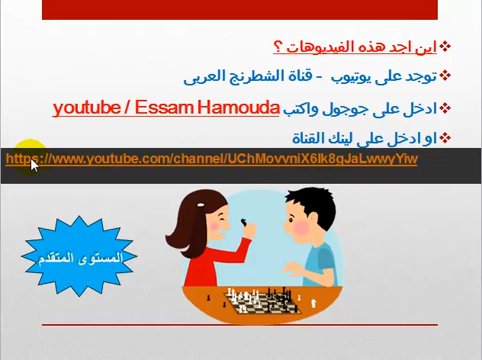 اين اجد هذه الفيديوهات ؟
توجد على يوتيوب - قناة الشطرنج العربى
ادخل على جوجول واكتب youtube / Essam Hamouda
او ادخل على لينك القناة
https://www.youtube.com/channel/UChMovvniX6Ik8gJaLwwyYiw
المستوى المتقدم